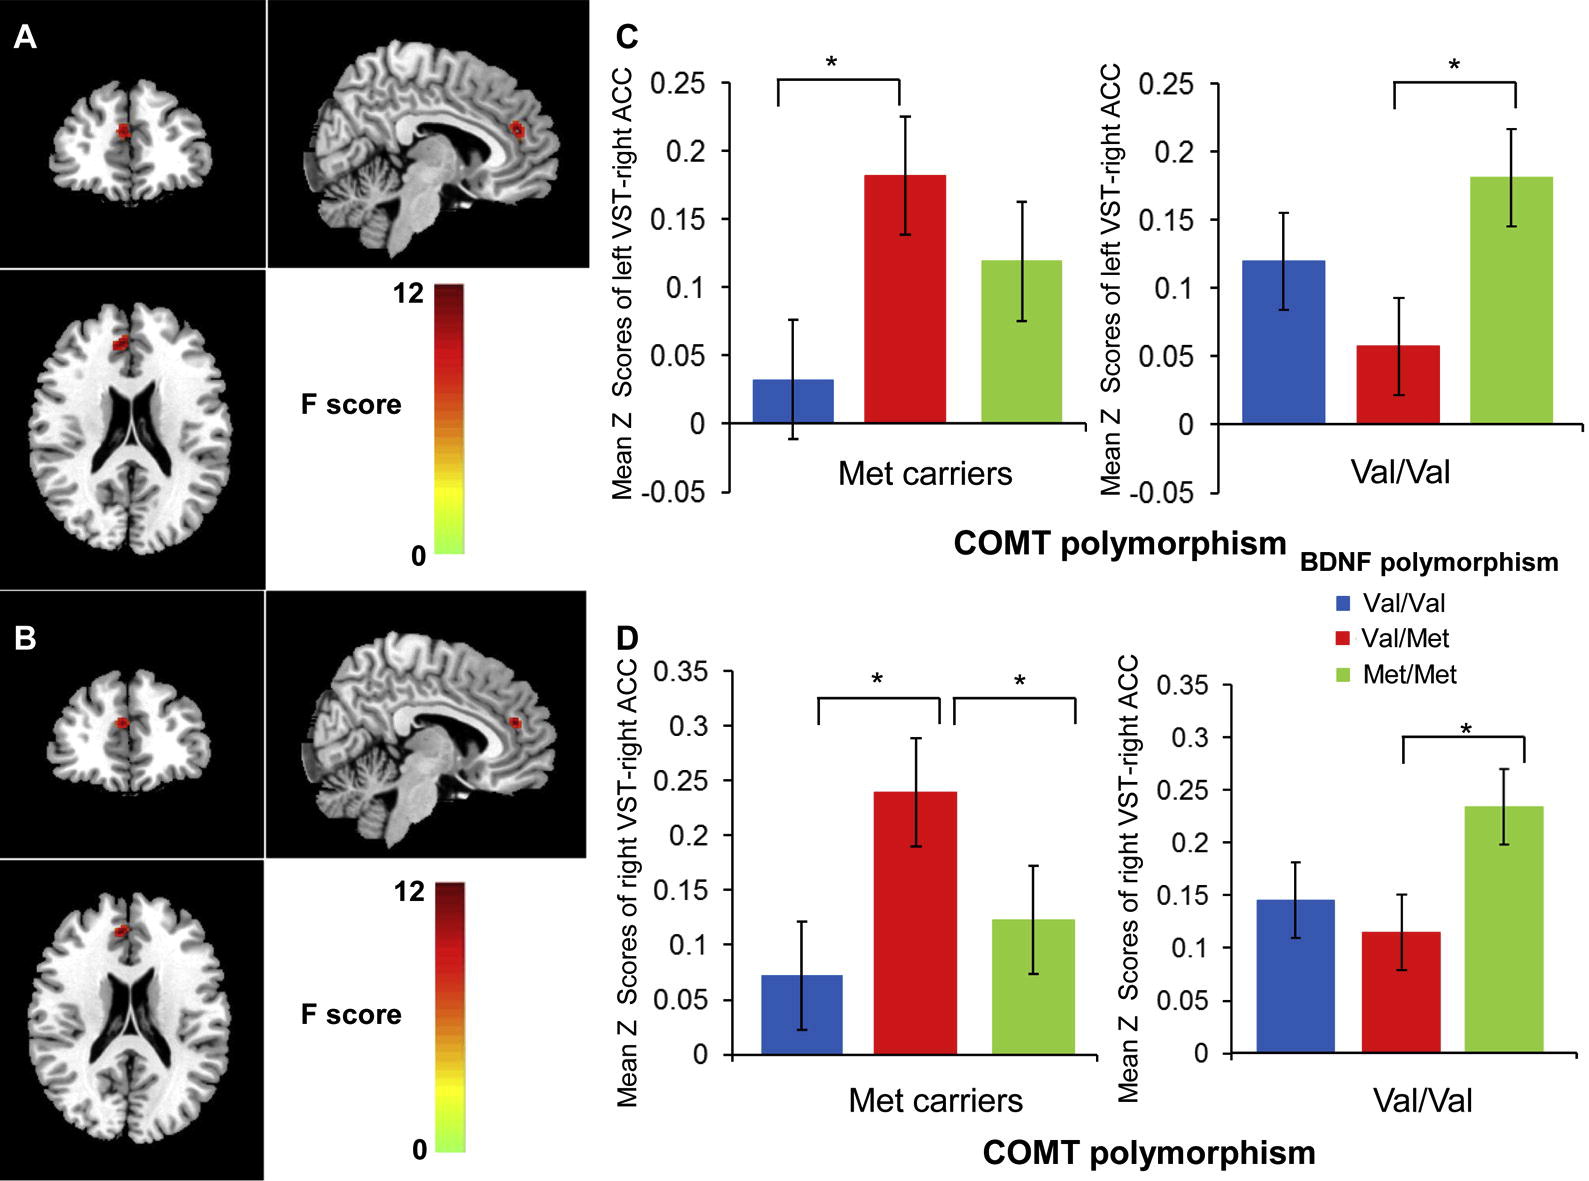 A
12
F score
0
B
12
F score
0
C
Mean Z Scores of left VST-right ACC
0.25
0.2
0.15
0.1
0.05
0
-0.05
*
Met carriers
Mean Z Scores of left VST-right ACC
0.25
0.2
0.15
0.1
0.05
0
-0.05
*
Val/Val
COMT polymorphism
BDNF polymorphism
Val/Val
Val/Met
Met/Met
D
Mean Z Scores of right VST-right ACC
0.35
0.3
0.25
0.2
0.15
0.1
0.05
0
* *
Met carriers
Mean Z Scores of right VST-right ACC
0.35
0.3
0.25
0.2
0.15
0.1
0.05
0
*
Val/Val
COMT polymorphism